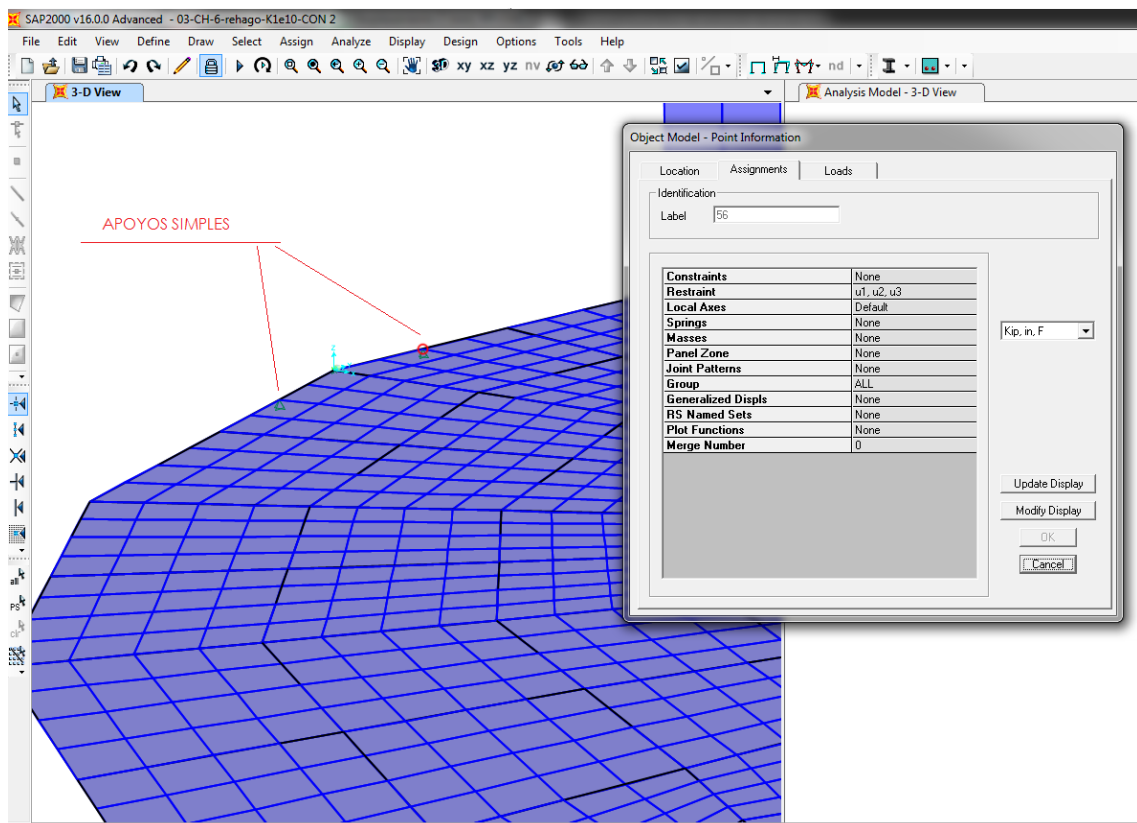 SAP2000 v16.0.0 Advanced - 03-CH-6-rehago-K1e10-CON 2
File Edit View Define Draw Select Assign Analyze Display Design Options Tools Help
3D xy xz yz nv nd
3-D View
Analysis Model - 3-D View
APOYOS SIMPLES
all
PS
clr
Object Model - Point Information
Location Assignments Loads
Identification
Label 56
Constraints None
Restraint u1, u2, u3
Local Axes Default
Springs None
Masses None
Panel Zone None
Joint Patterns None
Group ALL
Generalized Displs None
RS Named Sets None
Plot Functions None
Merge Number 0
Kip, in, F
Update Display
Modify Display
OK
Cancel